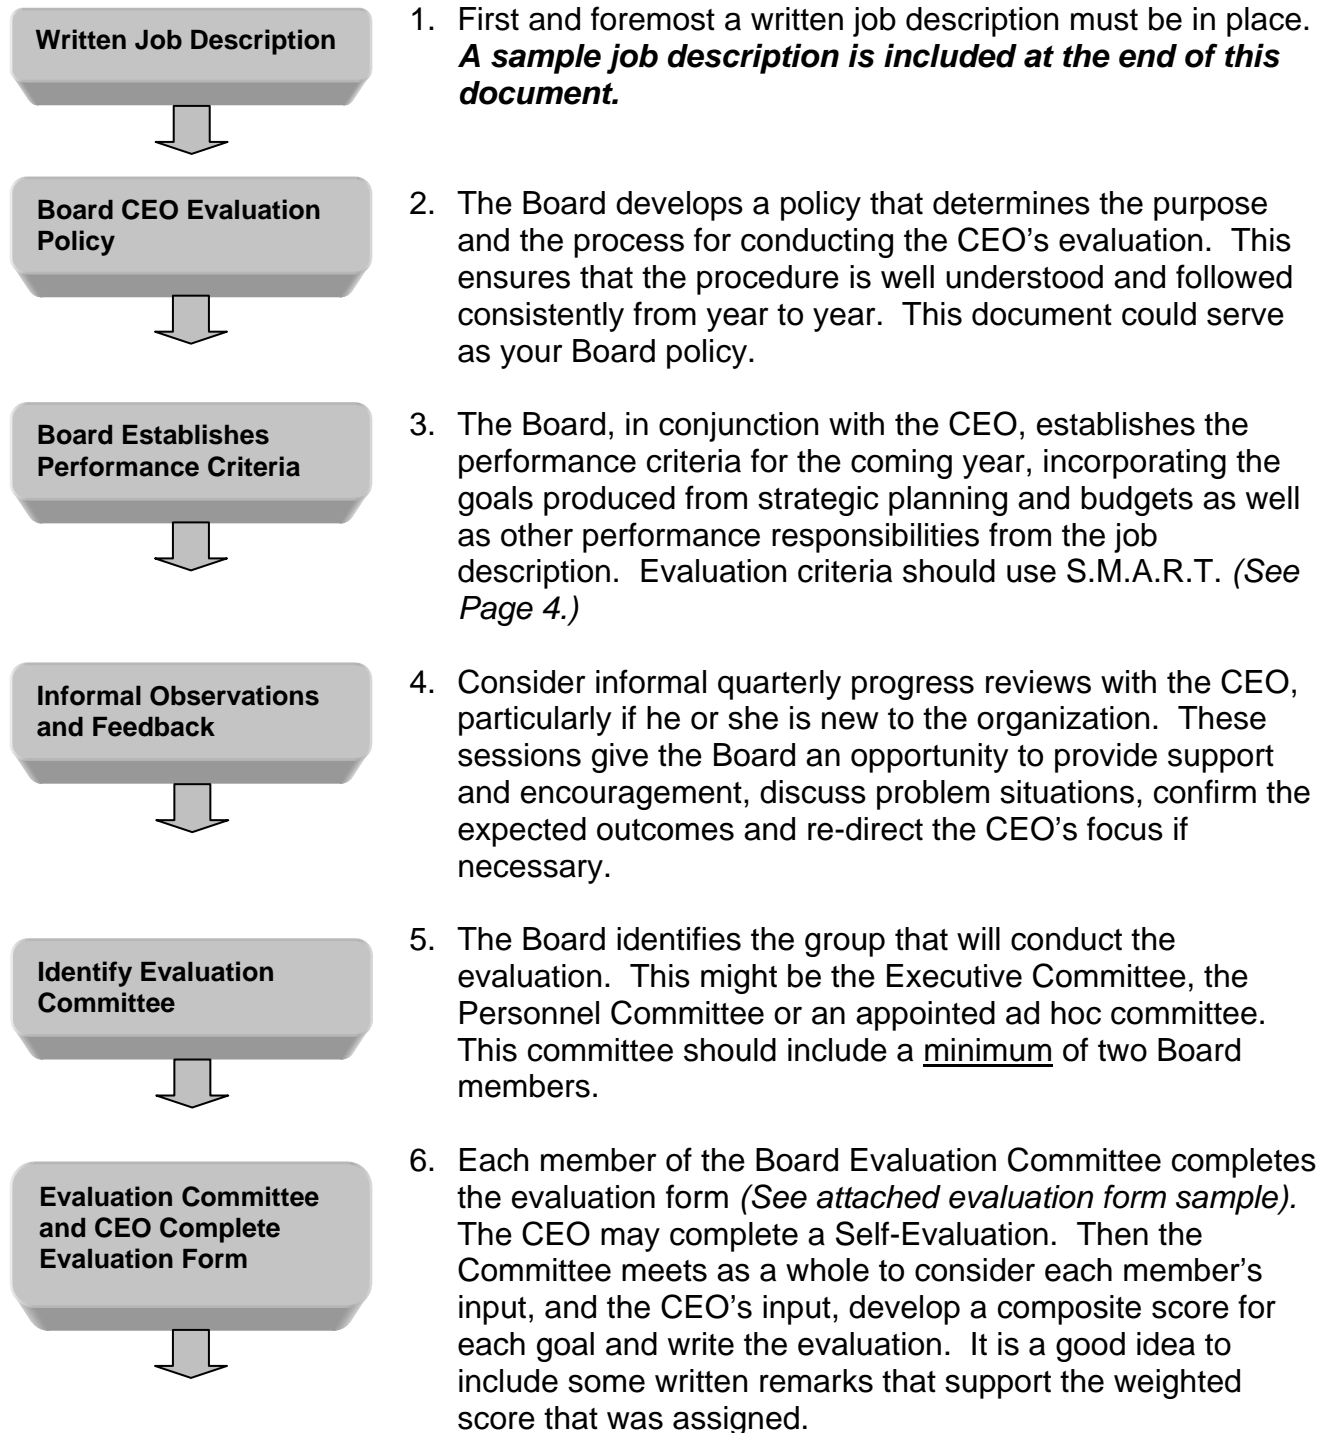 Written Job Description
1. First and foremost a written job description must be in place.
A sample job description is included at the end of this
document.
Board CEO Evaluation
Policy
2. The Board develops a policy that determines the purpose
and the process for conducting the CEO’s evaluation. This
ensures that the procedure is well understood and followed
consistently from year to year. This document could serve
as your Board policy.
Board Establishes
Performance Criteria
3. The Board, in conjunction with the CEO, establishes the
performance criteria for the coming year, incorporating the
goals produced from strategic planning and budgets as well
as other performance responsibilities from the job
description. Evaluation criteria should use S.M.A.R.T. (See
Page 4.)
Informal Observations
and Feedback
4. Consider informal quarterly progress reviews with the CEO,
particularly if he or she is new to the organization. These
sessions give the Board an opportunity to provide support
and encouragement, discuss problem situations, confirm the
expected outcomes and re-direct the CEO’s focus if
necessary.
Identify Evaluation
Committee
5. The Board identifies the group that will conduct the
evaluation. This might be the Executive Committee, the
Personnel Committee or an appointed ad hoc committee.
This committee should include a minimum of two Board
members.
Evaluation Committee
and CEO Complete
Evaluation Form
6. Each member of the Board Evaluation Committee completes
the evaluation form (See attached evaluation form sample).
The CEO may complete a Self-Evaluation. Then the
Committee meets as a whole to consider each member’s
input, and the CEO’s input, develop a composite score for
each goal and write the evaluation. It is a good idea to
include some written remarks that support the weighted
score that was assigned.